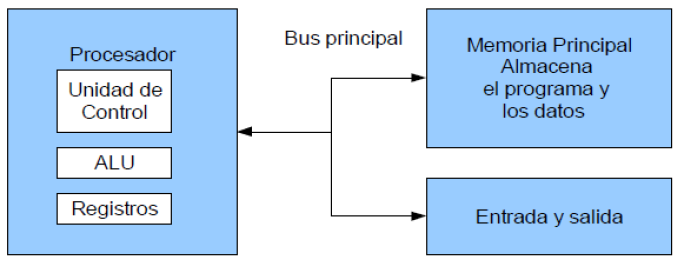 Procesador
Unidad de
Control
ALU
Registros
Bus principal
Memoria Principal
Almacena
el programa y
los datos
Entrada y salida